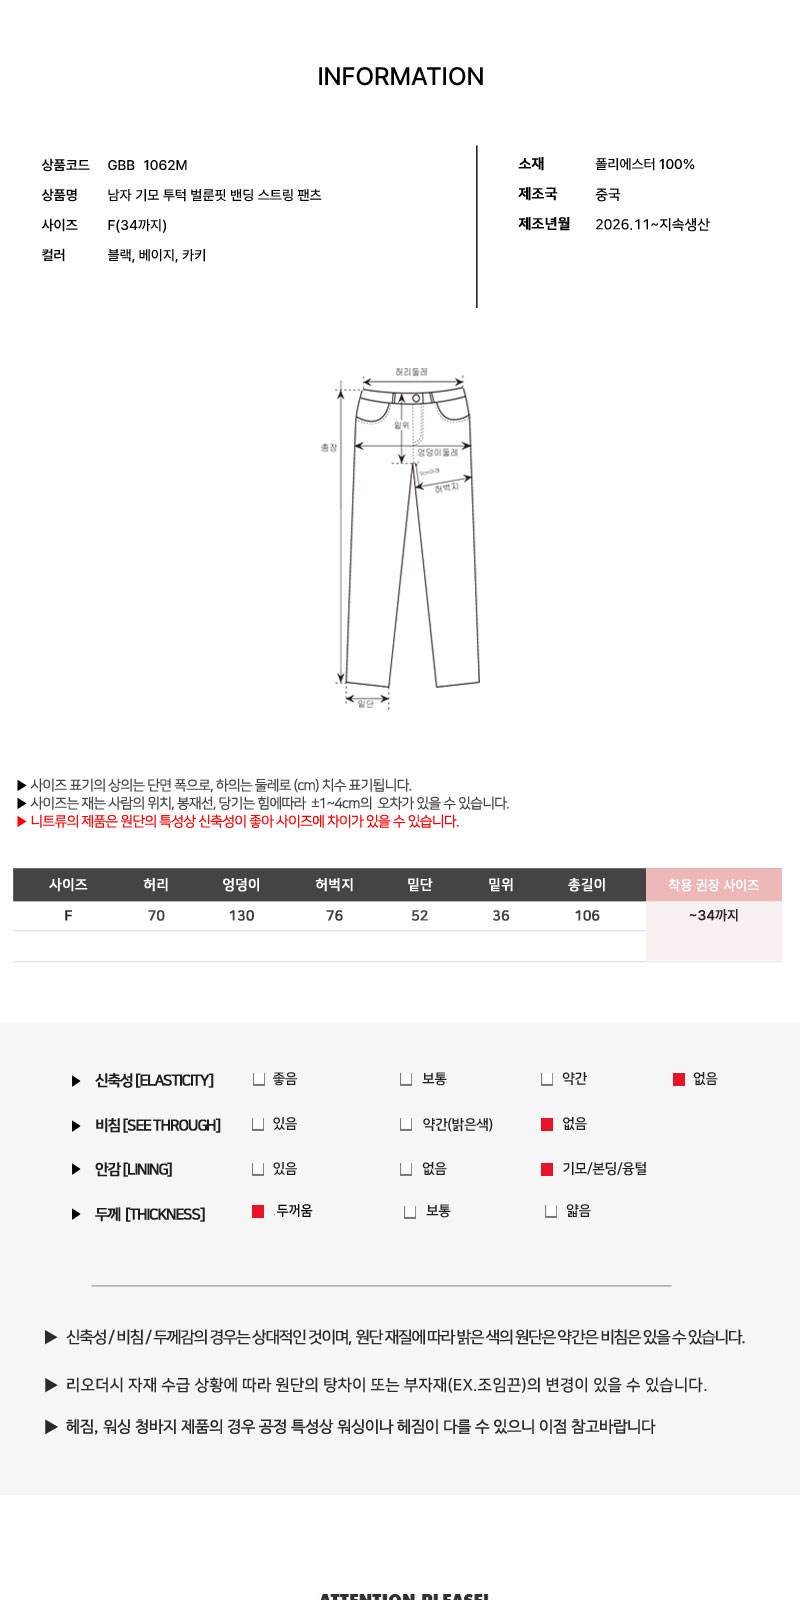 INFORMATION
상품코드 GBB 1062M
상품명 남자 기모 투턱 벌룬핏 밴딩 스트링 팬츠
사이즈 F(34까지)
컬러 블랙, 베이지, 카키
소재 폴리에스터 100%
제조국 중국
제조년월 2026.11~지속생산
허리둘레
밑위
총장
엉덩이둘레
허벅지
밑단
▶ 사이즈 표기의 상의는 단면 폭으로, 하의는 둘레로 (cm) 치수 표기됩니다.
▶ 사이즈는 재는 사람의 위치, 봉재선, 당기는 힘에따라 ±1~4cm의 오차가 있을 수 있습니다.
▶ 니트류의 제품은 원단의 특성상 신축성이 좋아 사이즈에 차이가 있을 수 있습니다.
사이즈 허리 엉덩이 허벅지 밑단 밑위 총길이 착용 권장 사이즈
F 70 130 76 52 36 106 ~34까지
▶ 신축성 [ELASTICITY] 좋음 보통 약간 없음
▶ 비침 [SEE THROUGH] 있음 약간(밝은색) 없음
▶ 안감 [LINING] 있음 없음 기모/본딩/융털
▶ 두께 [THICKNESS] 두꺼움 보통 얇음
▶ 신축성 / 비침 / 두께감의 경우는 상대적인 것이며, 원단 재질에 따라 밝은 색의 원단은 약간은 비침은 있을 수 있습니다.
▶ 리오더시 자재 수급 상황에 따라 원단의 탕차이 또는 부자재(EX.조임끈)의 변경이 있을 수 있습니다.
▶ 헤짐, 워싱 청바지 제품의 경우 공정 특성상 워싱이나 헤짐이 다를 수 있으니 이점 참고바랍니다
ATTENTION PLEASE!